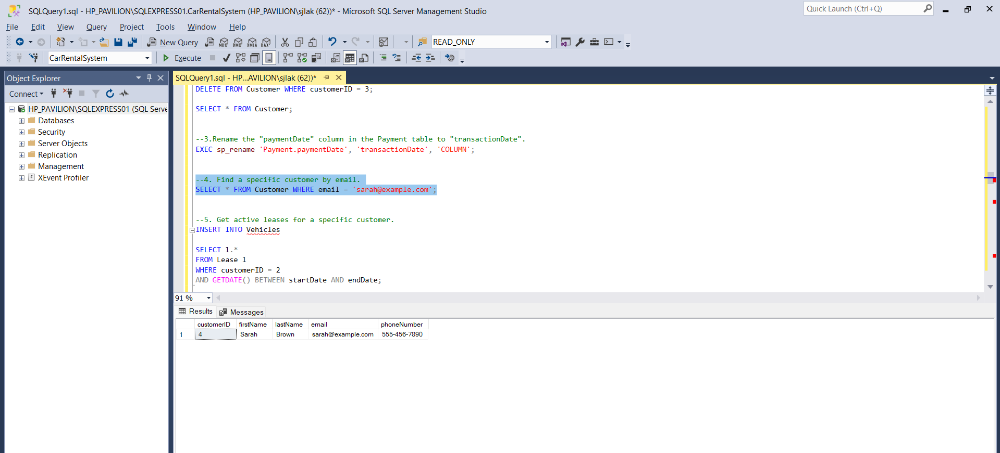 SQLQuery1.sql - HP_PAVILION\SQLEXPRESS01.CarRentalSystem (HP_PAVILION\sjlak (62))* - Microsoft SQL Server Management Studio
Quick Launch (Ctrl+Q)
File Edit View Query Project Tools Window Help
New Query MDX DMX XMLA DAX READ_ONLY
CarRentalSystem Execute
Object Explorer
Connect
HP_PAVILION\SQLEXPRESS01 (SQL Serve
Databases
Security
Server Objects
Replication
Management
XEvent Profiler
SQLQuery1.sql - HP...AVILION\sjlak (62))*
DELETE FROM Customer WHERE customerID = 3;
SELECT * FROM Customer;
--3.Rename the "paymentDate" column in the Payment table to "transactionDate".
EXEC sp_rename 'Payment.paymentDate', 'transactionDate', 'COLUMN';
--4. Find a specific customer by email.
SELECT * FROM Customer WHERE email = 'sarah@example.com';
--5. Get active leases for a specific customer.
INSERT INTO Vehicles
SELECT l.*
FROM Lease l
WHERE customerID = 2
AND GETDATE() BETWEEN startDate AND endDate;
91 %
Results Messages
customerID firstName lastName email phoneNumber
1 4 Sarah Brown sarah@example.com 555-456-7890